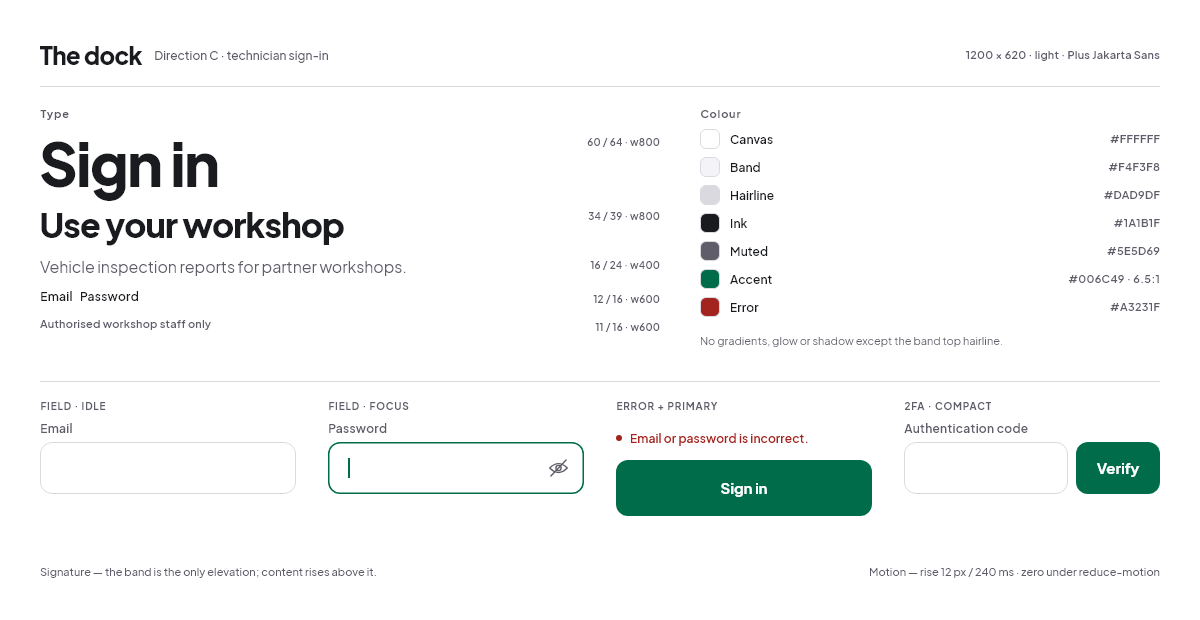 The dock Direction C · technician sign-in 1200 × 620 · light · Plus Jakarta Sans
Type
Sign in 60 / 64 · w800
Use your workshop 34 / 39 · w800
Vehicle inspection reports for partner workshops. 16 / 24 · w400
Email Password 12 / 16 · w600
Authorised workshop staff only 11 / 16 · w600
Colour
Canvas #FFFFFF
Band #F4F3F8
Hairline #DAD9DF
Ink #1A1B1F
Muted #5E5D69
Accent #006C49 · 6.5:1
Error #A3231F
No gradients, glow or shadow except the band top hairline.
FIELD · IDLE
Email
FIELD · FOCUS
Password
ERROR + PRIMARY
Email or password is incorrect.
Sign in
2FA · COMPACT
Authentication code
Verify
Signature — the band is the only elevation; content rises above it.
Motion — rise 12 px / 240 ms · zero under reduce-motion